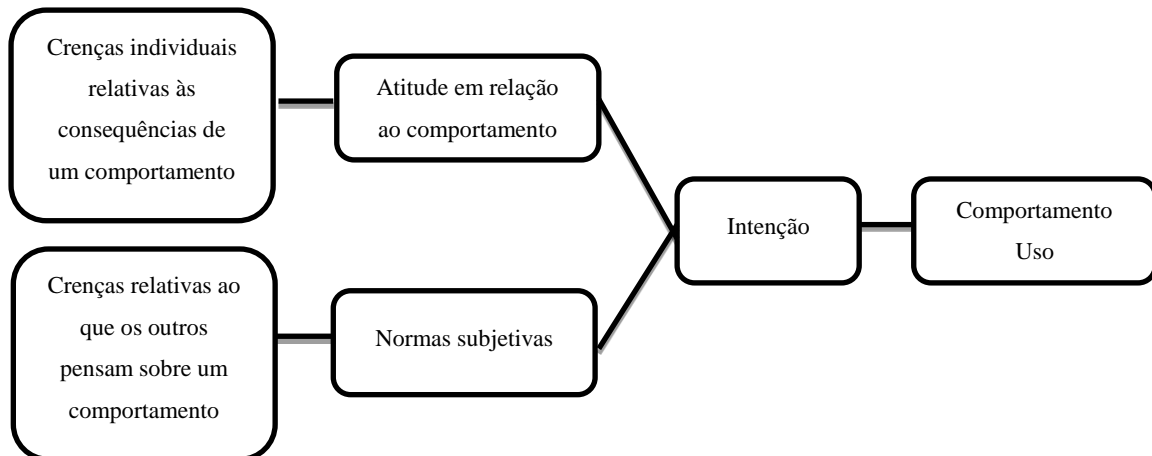 Crenças individuais
relativas às
consequências de
um comportamento
Atitude em relação
ao comportamento
Crenças relativas ao
que os outros
pensam sobre um
comportamento
Normas subjetivas
Intenção
Comportamento
Uso